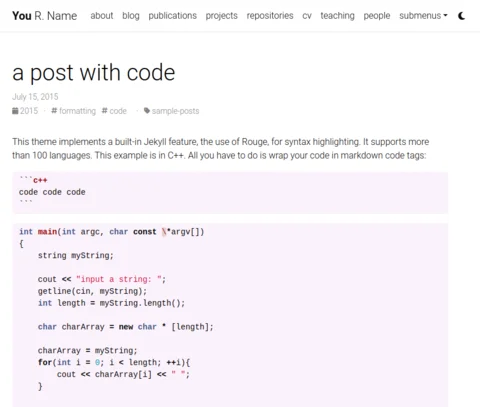 You R. Name about blog publications projects repositories cv teaching people submenus
a post with code
July 15, 2015
2015 · # formatting # code · sample-posts
This theme implements a built-in Jekyll feature, the use of Rouge, for syntax highlighting. It supports more
than 100 languages. This example is in C++. All you have to do is wrap your code in markdown code tags:
```c++
code code code
```
int main(int argc, char const \*argv[])
{
    string myString;
    cout << "input a string: ";
    getline(cin, myString);
    int length = myString.length();
    char charArray = new char * [length];
    charArray = myString;
    for(int i = 0; i < length; ++i){
        cout << charArray[i] << " ";
    }